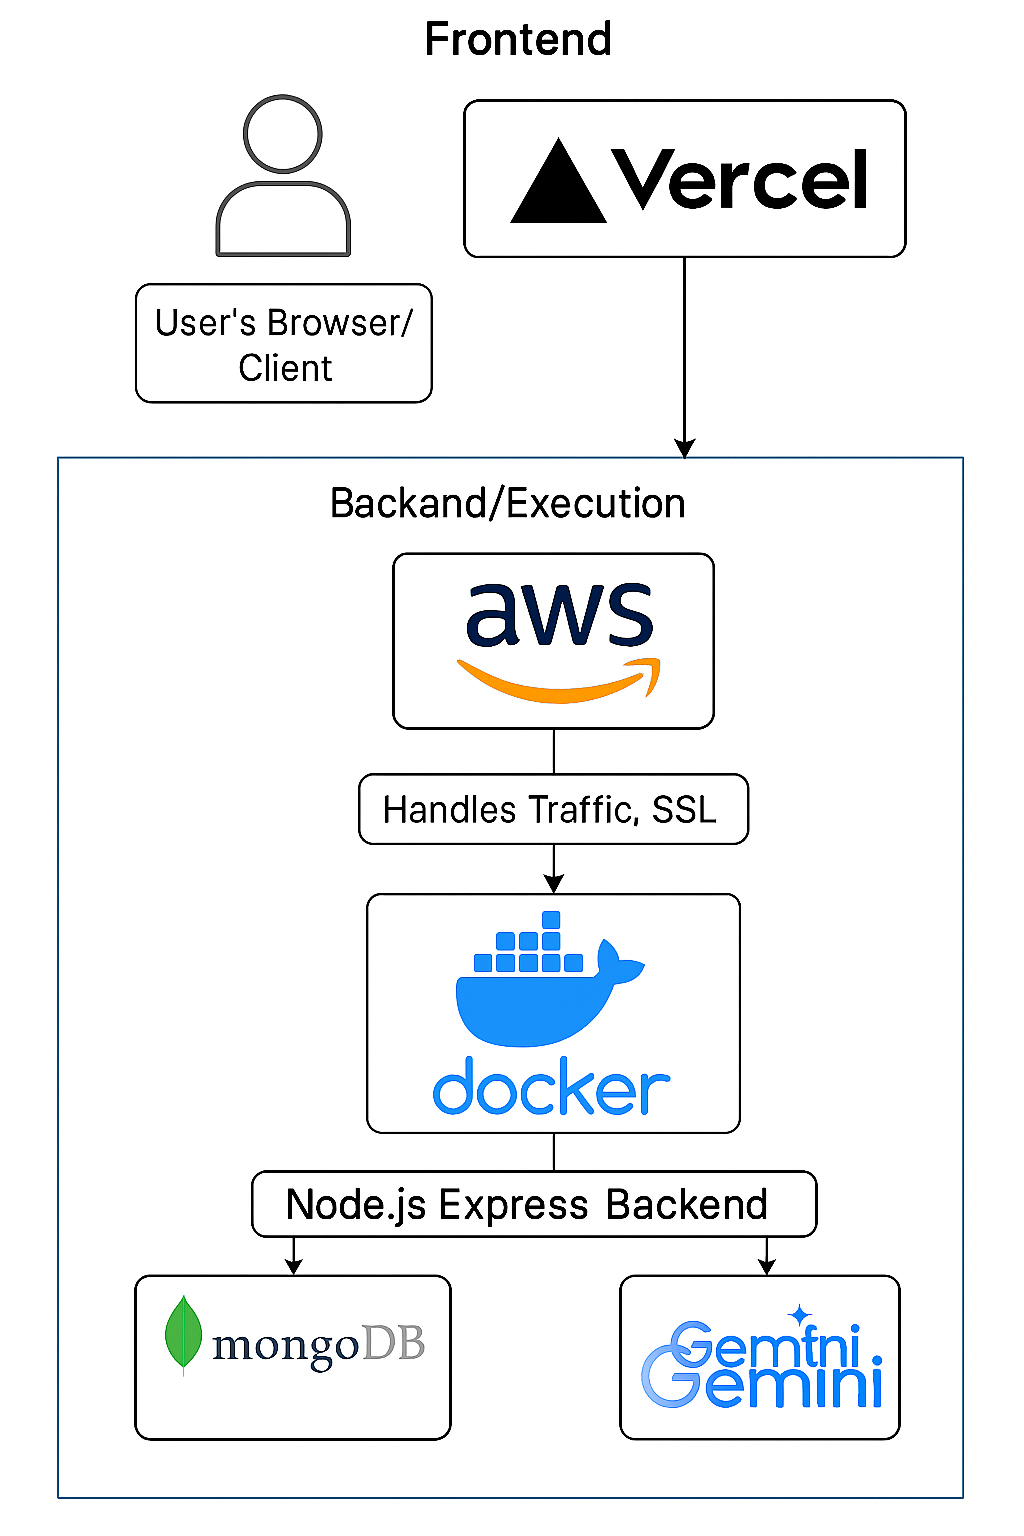 Frontend
Vercel
User's Browser/
Client
Backand/Execution
aws
Handles Traffic, SSL
docker
Node.js Express Backend
mongoDB
Gemfni
Gemini